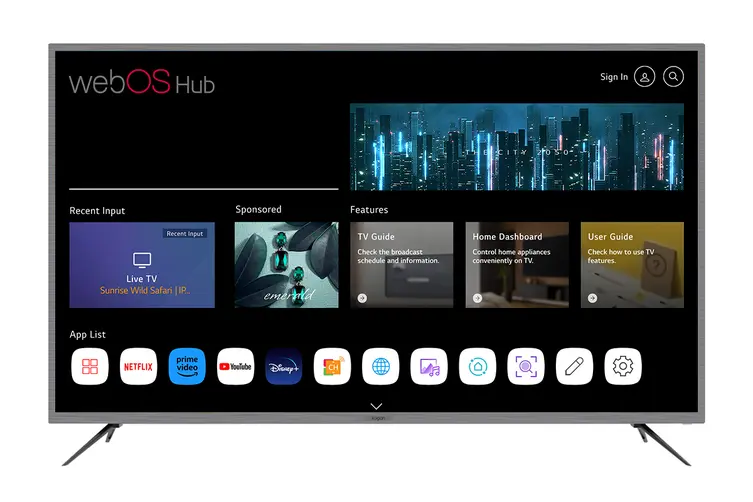 webOS Hub
Sign In
THE CITY 2050
Recent Input
Sponsored
Features
Recent Input
Live TV
Sunrise Wild Safari | IP...
emerald
TV Guide
Check the broadcast
schedule and information.
Home Dashboard
Control home appliances
conveniently on TV.
User Guide
Check how to use TV
features.
App List
NETFLIX
prime
video
YouTube
Disney+
CH